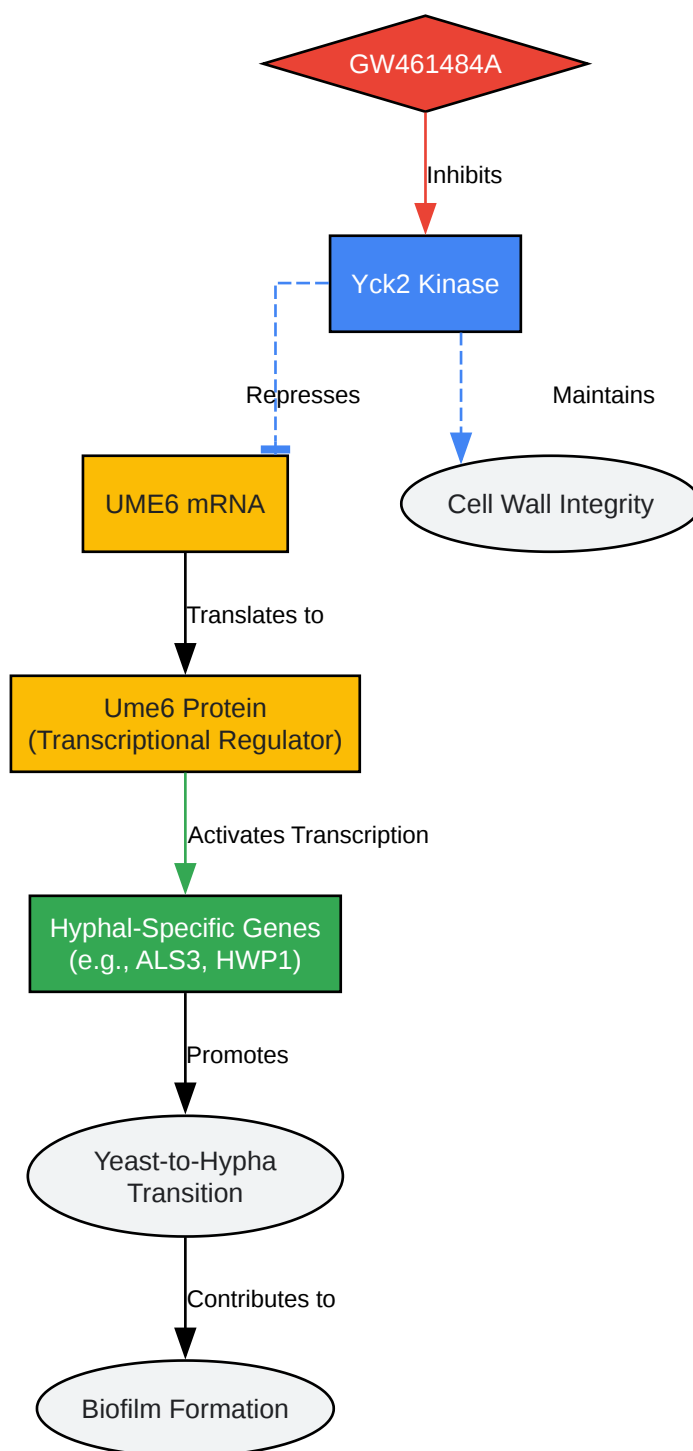 GW461484A
Inhibits
Yck2 Kinase
Represses
Maintains
UME6 mRNA
Cell Wall Integrity
Translates to
Ume6 Protein
(Transcriptional Regulator)
Activates Transcription
Hyphal-Specific Genes
(e.g., ALS3, HWP1)
Promotes
Yeast-to-Hypha
Transition
Contributes to
Biofilm Formation